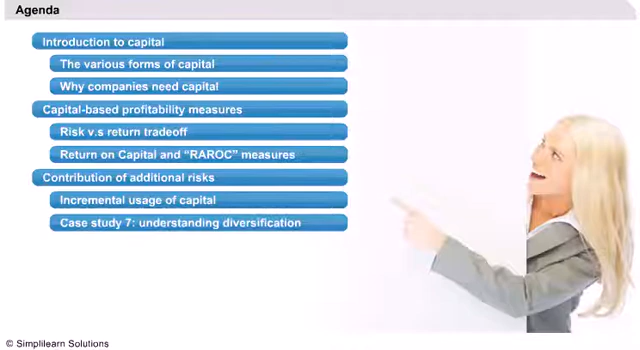 Agenda
Introduction to capital
The various forms of capital
Why companies need capital
Capital-based profitability measures
Risk v.s return tradeoff
Return on Capital and “RAROC” measures
Contribution of additional risks
Incremental usage of capital
Case study 7: understanding diversification
© Simplilearn Solutions